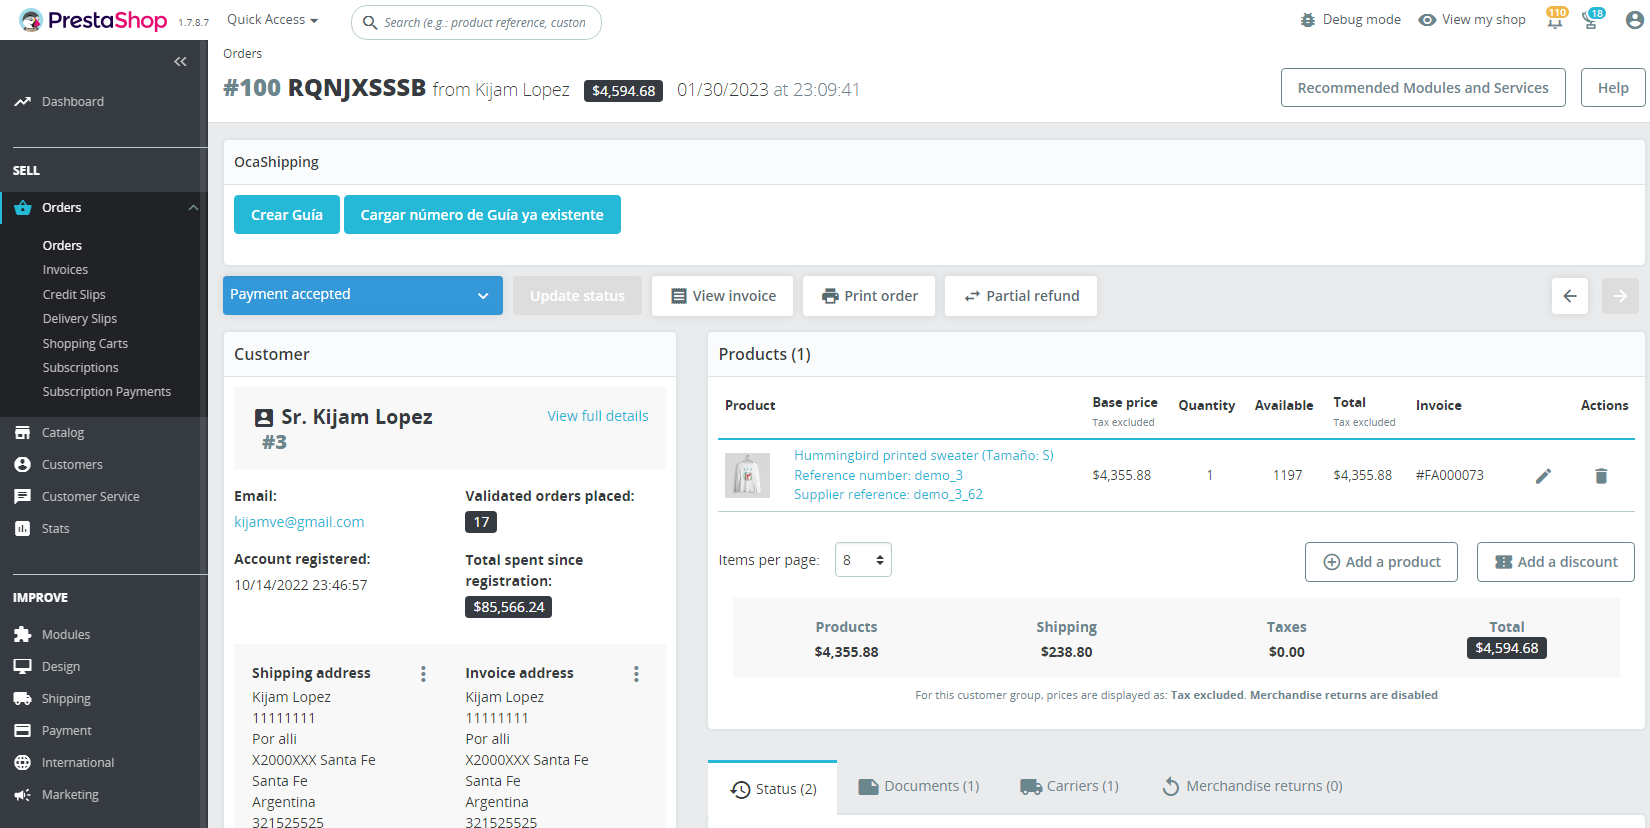 PrestaShop 1.7.8.7
Quick Access
Search (e.g.: product reference, custon
Debug mode
View my shop
110
18
Dashboard
SELL
Orders
Orders
Invoices
Credit Slips
Delivery Slips
Shopping Carts
Subscriptions
Subscription Payments
Catalog
Customers
Customer Service
Stats
IMPROVE
Modules
Design
Shipping
Payment
International
Marketing
Orders
#100 RQNJXSSSB from Kijam Lopez $4,594.68 01/30/2023 at 23:09:41
Recommended Modules and Services
Help
OcaShipping
Crear Guía
Cargar número de Guía ya existente
Payment accepted
Update status
View invoice
Print order
Partial refund
Customer
Sr. Kijam Lopez
#3
View full details
Email:
kijamve@gmail.com
Account registered:
10/14/2022 23:46:57
Validated orders placed:
17
Total spent since
registration:
$85,566.24
Shipping address
Kijam Lopez
11111111
Por alli
X2000XXX Santa Fe
Santa Fe
Argentina
321525525
Invoice address
Kijam Lopez
11111111
Por alli
X2000XXX Santa Fe
Santa Fe
Argentina
321525525
Products (1)
Product
Base price
Tax excluded
Quantity
Available
Total
Tax excluded
Invoice
Actions
Hummingbird printed sweater (Tamaño: S)
Reference number: demo_3
Supplier reference: demo_3_62
$4,355.88
1
1197
$4,355.88
#FA000073
Items per page:
8
Add a product
Add a discount
Products
$4,355.88
Shipping
$238.80
Taxes
$0.00
Total
$4,594.68
For this customer group, prices are displayed as: Tax excluded. Merchandise returns are disabled
Status (2)
Documents (1)
Carriers (1)
Merchandise returns (0)